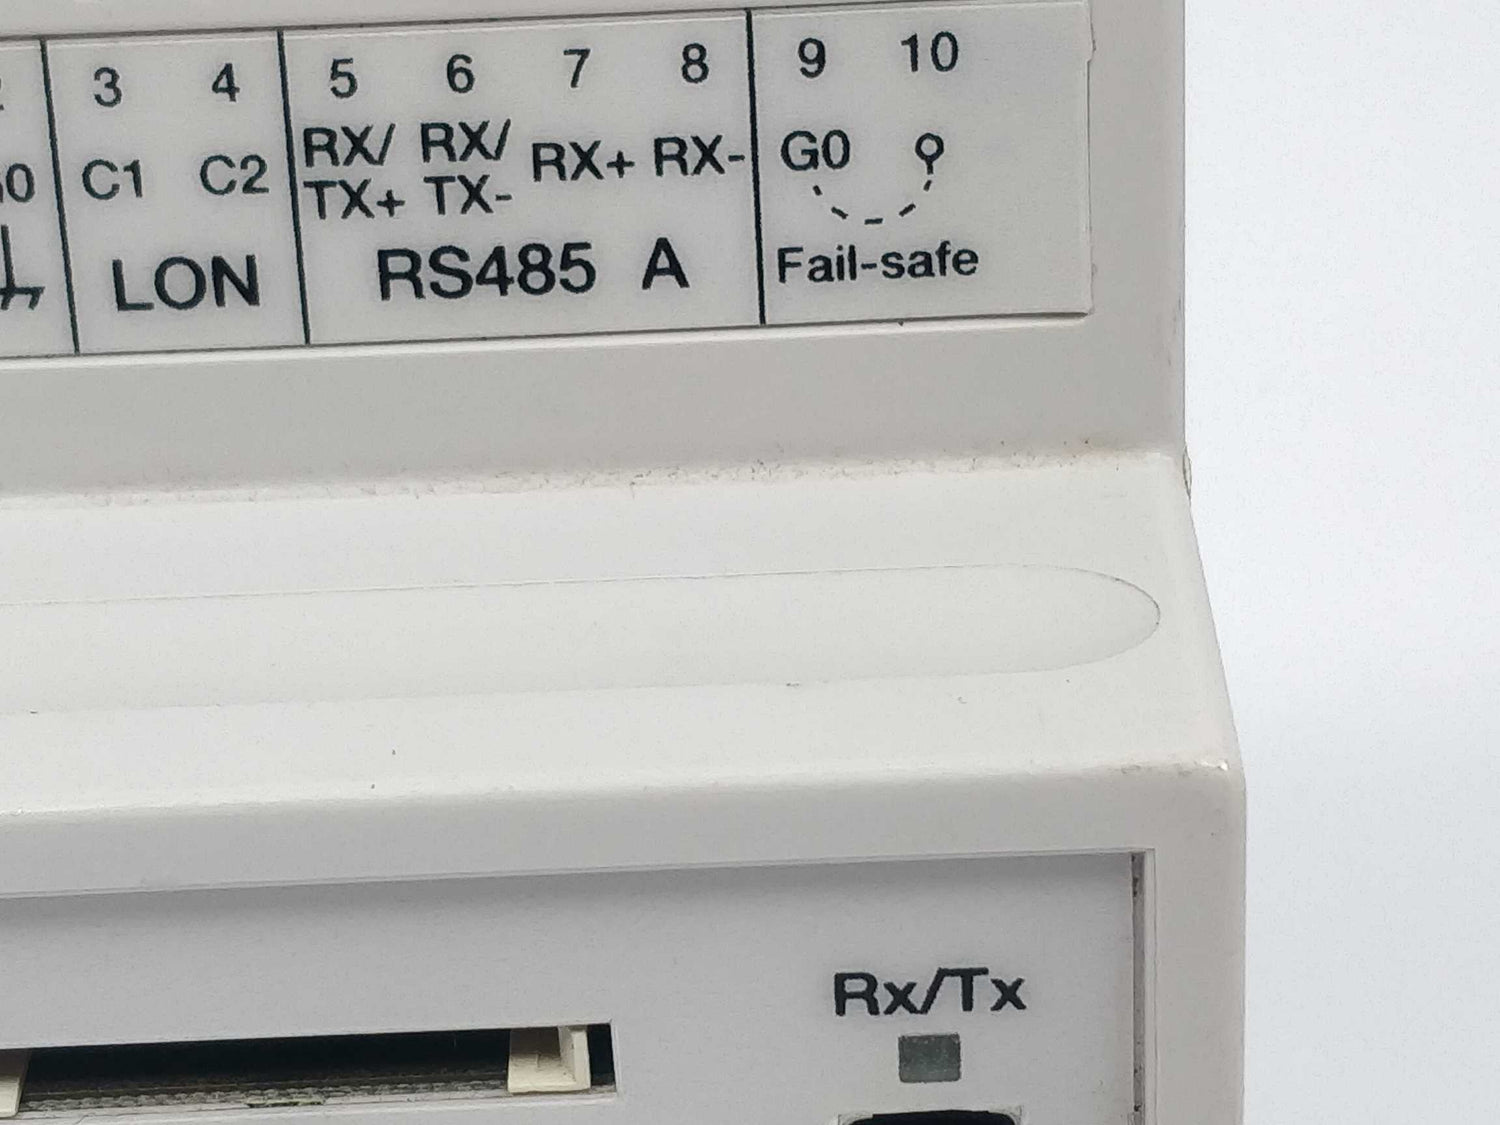 3 4 5 6 7 8 9 10
C1 C2 RX/ RX/ RX+ RX- G0
TX+ TX-
LON RS485 A Fail-safe
Rx/Tx